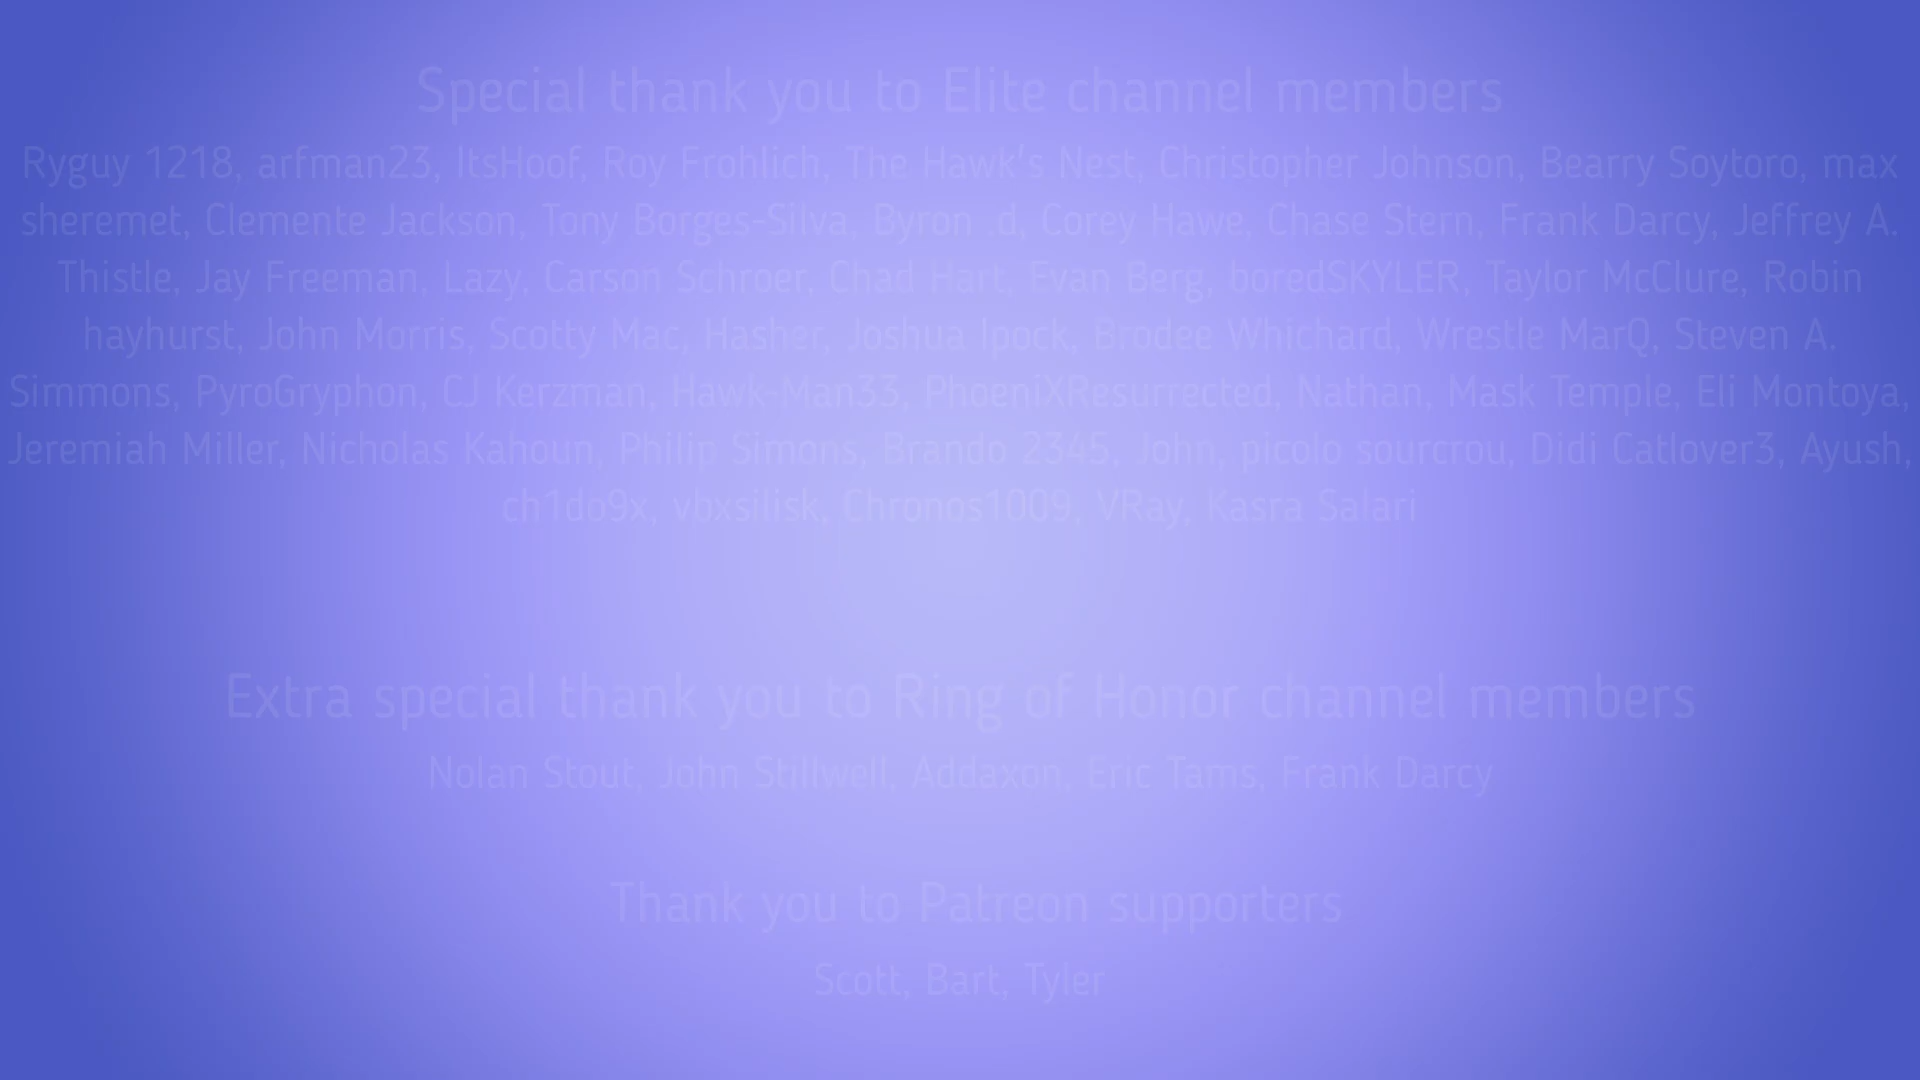 Special thank you to Elite channel members
Ryguy 1218, arfman23, ItsHoof, Roy Frohlich, The Hawk's Nest, Christopher Johnson, Bearry Soytoro, max
sheremet, Clemente Jackson, Tony Borges-Silva, Byron .d, Corey Hawe, Chase Stern, Frank Darcy, Jeffrey A.
Thistle, Jay Freeman, Lazy, Carson Schroer, Chad Hart, Evan Berg, boredSKYLER, Taylor McClure, Robin
hayhurst, John Morris, Scotty Mac, Hasher, Joshua Ipock, Brodee Whichard, Wrestle MarQ, Steven A.
Simmons, PyroGryphon, CJ Kerzman, Hawk-Man33, PhoeniXResurrected, Nathan, Mask Temple, Eli Montoya,
Jeremiah Miller, Nicholas Kahoun, Philip Simons, Brando 2345, John, picolo sourcrou, Didi Catlover3, Ayush,
ch1do9x, vbxsilisk, Chronos1009, VRay, Kasra Salari
Extra special thank you to Ring of Honor channel members
Nolan Stout, John Stillwell, Addaxon, Eric Tams, Frank Darcy
Thank you to Patreon supporters
Scott, Bart, Tyler